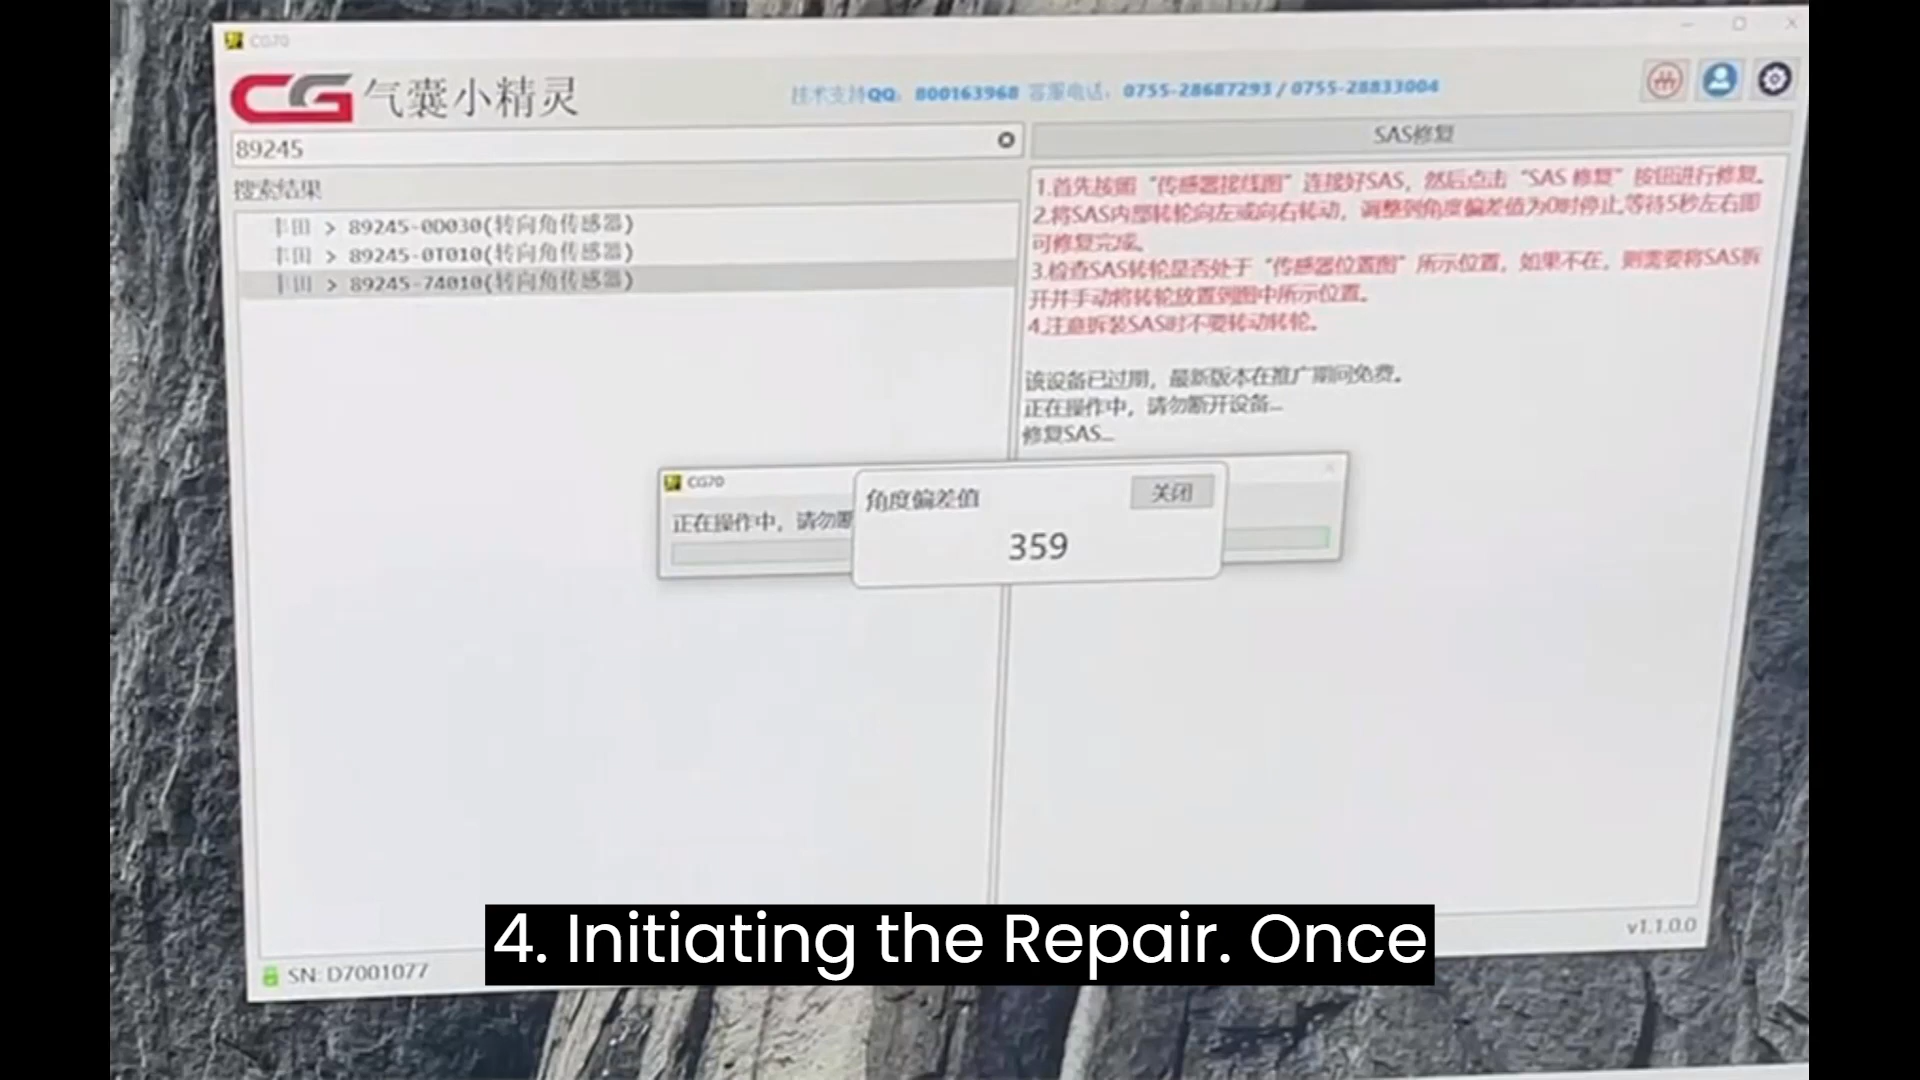 CG70
CG 气囊小精灵
技术支持QQ: 800163968 客服电话: 0755-28687293 / 0755-28833004
89245
搜索结果
丰田 > 89245-0D030(转向角传感器)
丰田 > 89245-0T010(转向角传感器)
丰田 > 89245-74010(转向角传感器)
SAS修复
1.首先按照“传感器接线图”连接好SAS，然后点击“SAS 修复”按钮进行修复。
2.将SAS内部转轮向左或向右转动，调整到角度偏差值为0时停止,等待5秒左右即
可修复完成。
3.检查SAS转轮是否处于“传感器位置图”所示位置，如果不在，则需要将SAS拆
开并手动将转轮放置到图中所示位置。
4.注意拆装SAS时不要转动转轮。
该设备已过期，最新版本在推广期间免费。
正在操作中，请勿断开设备...
修复SAS...
CG70
正在操作中，请勿断
角度偏差值
关闭
359
4. Initiating the Repair. Once
SN: D7001077
v1.1.0.0